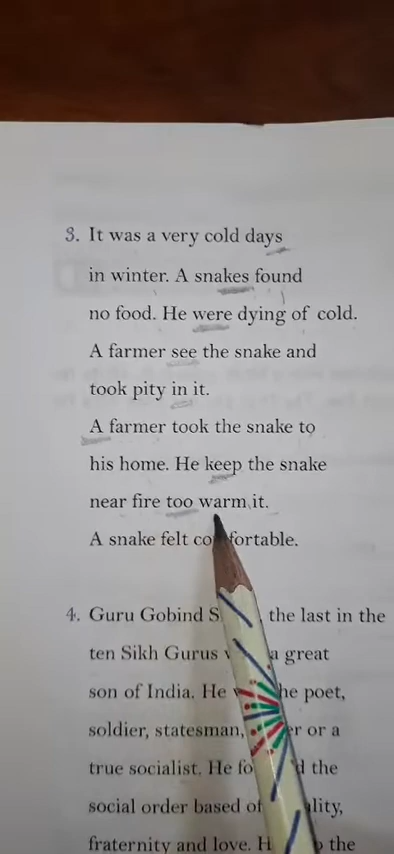 3. It was a very cold days
in winter. A snakes found
no food. He were dying of cold.
A farmer see the snake and
took pity in it.
A farmer took the snake to
his home. He keep the snake
near fire too warm it.
A snake felt comfortable.
4. Guru Gobind the last in the
ten Sikh Gurus a great
son of India. He poet,
soldier, statesman, or a
true socialist. He the
social order based
fraternity and love. the